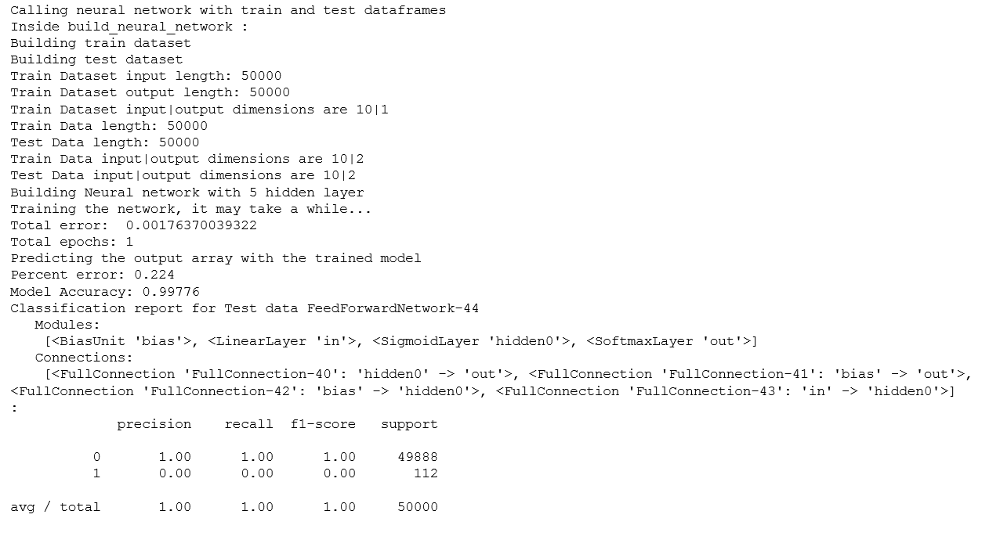 Calling neural network with train and test dataframes
Inside build_neural_network :
Building train dataset
Building test dataset
Train Dataset input length: 50000
Train Dataset output length: 50000
Train Dataset input|output dimensions are 10|1
Train Data length: 50000
Test Data length: 50000
Train Data input|output dimensions are 10|2
Test Data input|output dimensions are 10|2
Building Neural network with 5 hidden layer
Training the network, it may take a while...
Total error:  0.00176370039322
Total epochs: 1
Predicting the output array with the trained model
Percent error: 0.224
Model Accuracy: 0.99776
Classification report for Test data FeedForwardNetwork-44
   Modules:
    [<BiasUnit 'bias'>, <LinearLayer 'in'>, <SigmoidLayer 'hidden0'>, <SoftmaxLayer 'out'>]
   Connections:
    [<FullConnection 'FullConnection-40': 'hidden0' -> 'out'>, <FullConnection 'FullConnection-41': 'bias' -> 'out'>,
<FullConnection 'FullConnection-42': 'bias' -> 'hidden0'>, <FullConnection 'FullConnection-43': 'in' -> 'hidden0'>]
:
             precision    recall  f1-score   support
          0       1.00      1.00      1.00     49888
          1       0.00      0.00      0.00       112
avg / total       1.00      1.00      1.00     50000